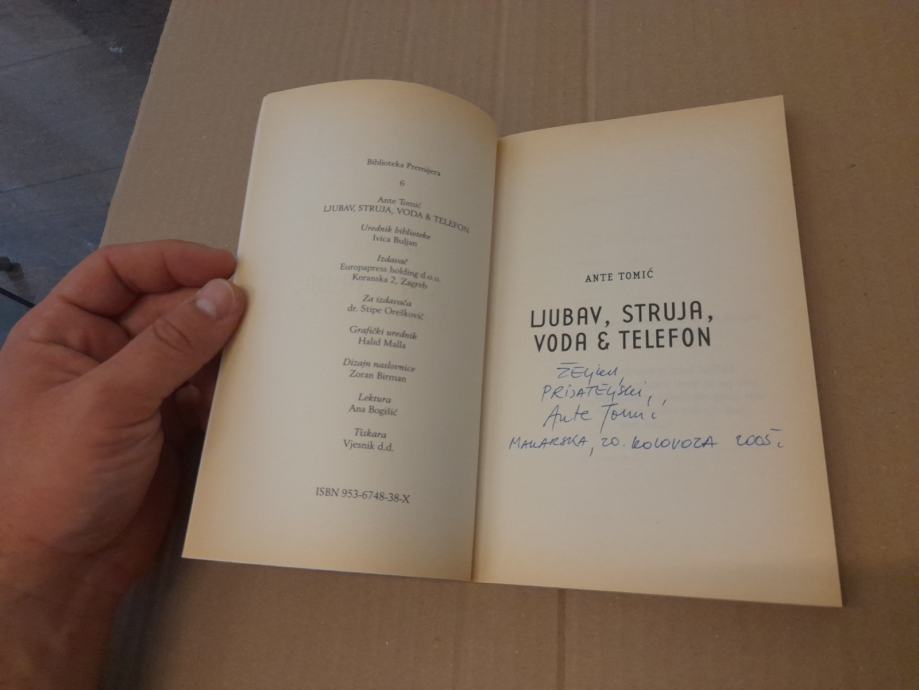 Biblioteka Premijera
6
Ante Tomić
LJUBAV, STRUJA, VODA & TELEFON
Urednik biblioteke
Ivica Buljan
Izdavač
Europapress holding d.o.o.
Koranska 2, Zagreb
Za izdavača
dr. Stipe Orešković
Grafički urednik
Halid Malla
Dizajn naslovnice
Zoran Birman
Lektura
Ana Bogišić
Tiskara
Vjesnik d.d.
ISBN 953-6748-38-X
ANTE TOMIĆ
LJUBAV, STRUJA,
VODA & TELEFON
PRIJATELJSKI,
Ante Tomić
MAKARSKA, 20. KOLOVOZA 2005.